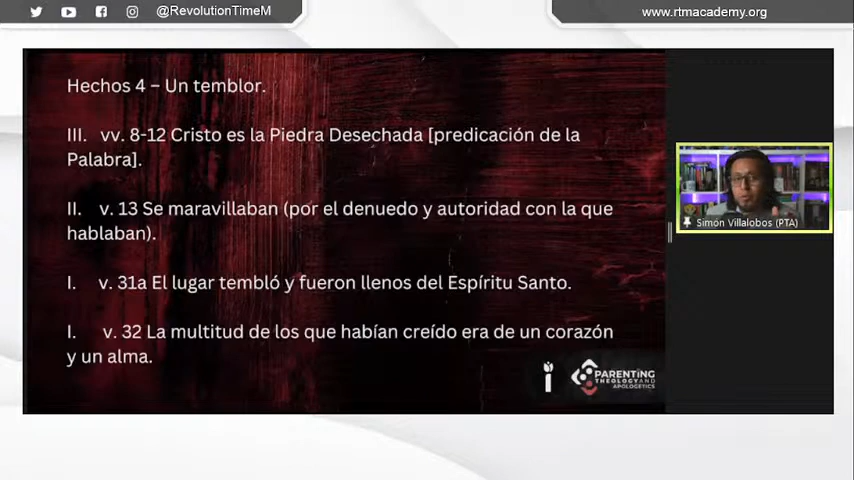 @RevolutionTimeM
www.rtmacademy.org
Hechos 4 – Un temblor.
III. vv. 8-12 Cristo es la Piedra Desechada [predicación de la
Palabra].
II. v. 13 Se maravillaban (por el denuedo y autoridad con la que
hablaban).
I. v. 31a El lugar tembló y fueron llenos del Espíritu Santo.
I. v. 32 La multitud de los que habían creído era de un corazón
y un alma.
PARENTING
THEOLOGY AND
APOLOGETICS
Simón Villalobos (PTA)